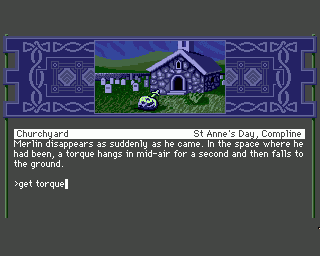 Churchyard St Anne's Day, Compline
Merlin disappears as suddenly as he came. In the space where he
had been, a torque hangs in mid-air for a second and then falls to
the ground.
>get torque